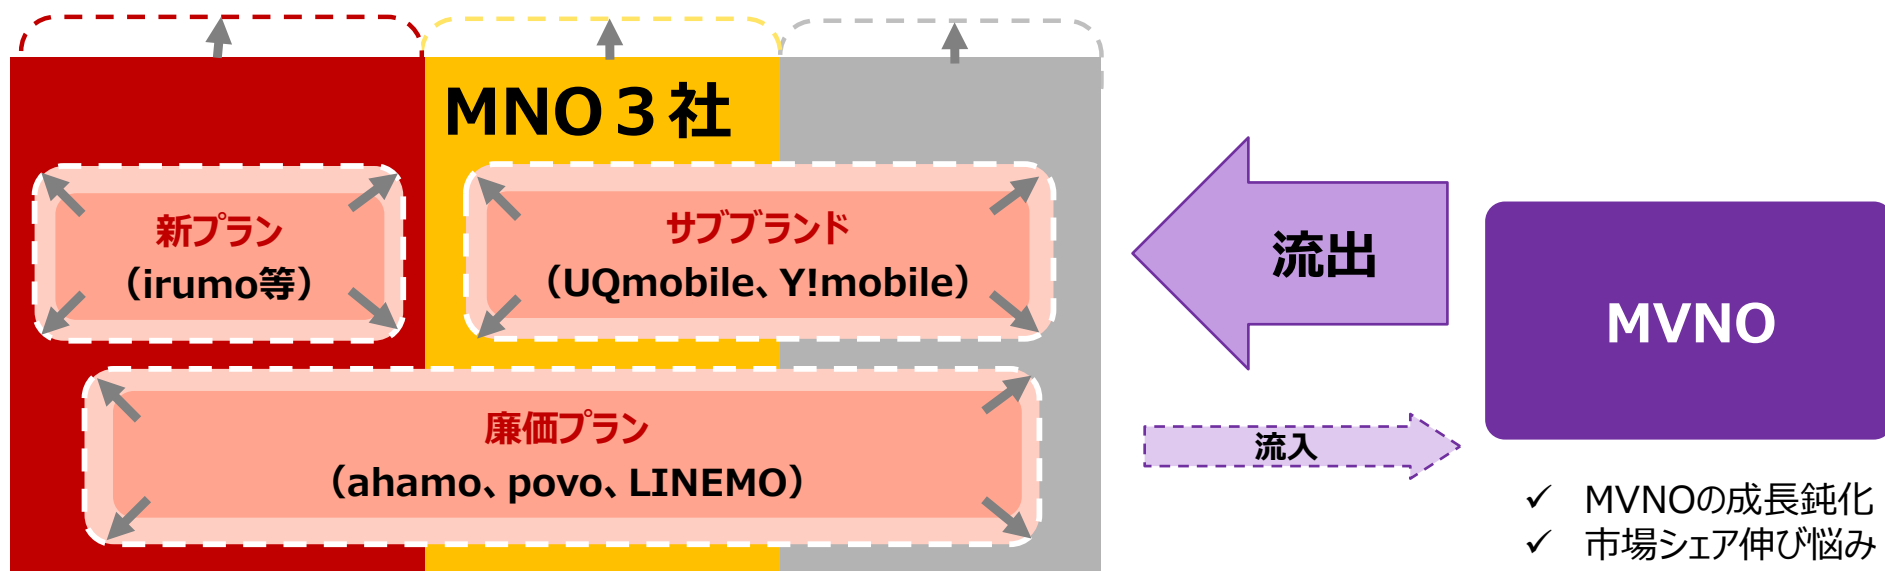 MNO３社
新プラン
（irumo等）
サブブランド
（UQmobile、Y!mobile）
廉価プラン
（ahamo、povo、LINEMO）
流出
流入
MVNO
✓ MVNOの成長鈍化
✓ 市場シェア伸び悩み